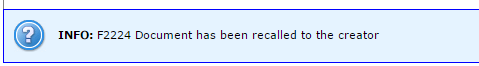 INFO: F2224 Document has been recalled to the creator